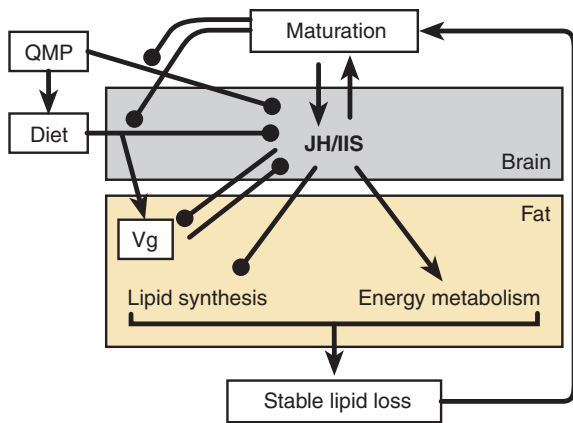 Maturation
QMP
Diet
JH/IIS
Brain
Fat
Vg
Lipid synthesis
Energy metabolism
Stable lipid loss